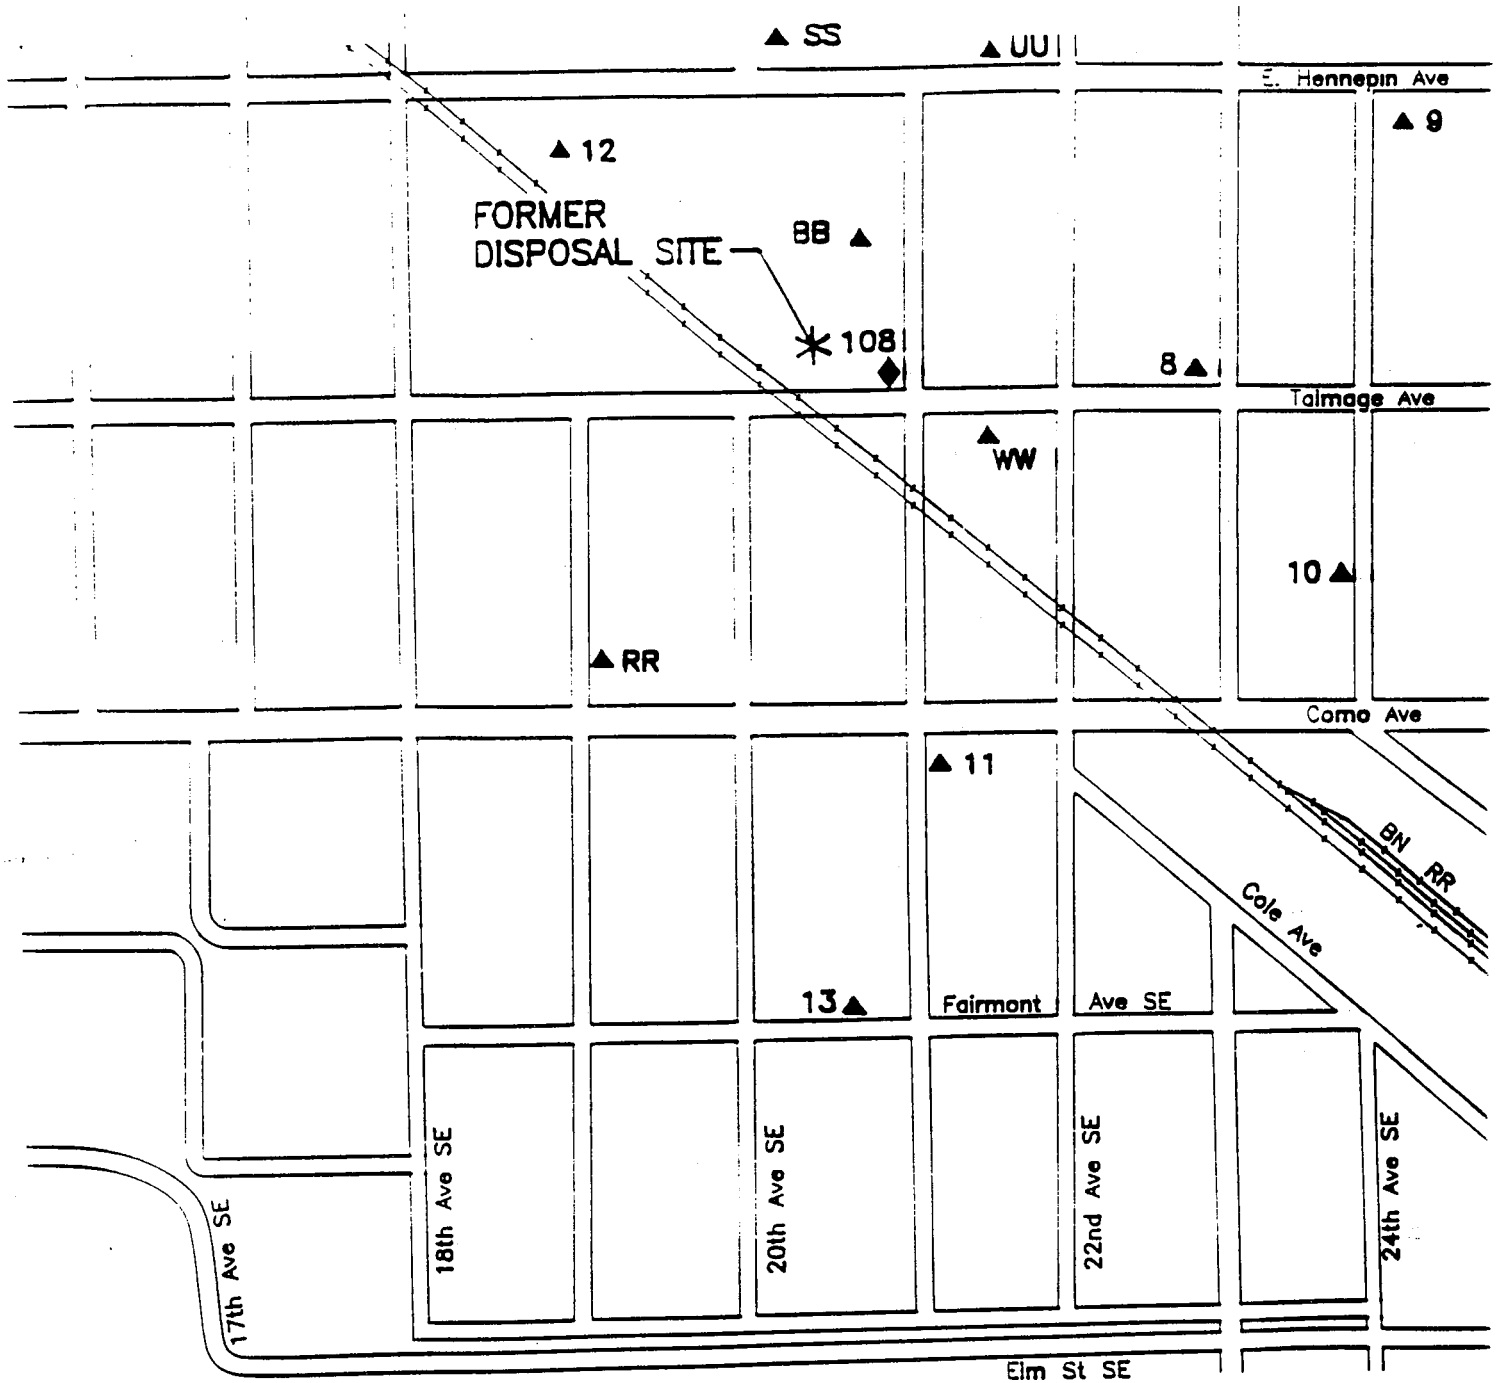 SS
UU
E. Hennepin Ave
9
12
FORMER
DISPOSAL SITE
BB
108
8
Talmage Ave
WW
10
RR
Como Ave
11
BN RR
Cole Ave
13
Fairmont Ave SE
17th Ave SE
18th Ave SE
20th Ave SE
22nd Ave SE
24th Ave SE
Elm St SE